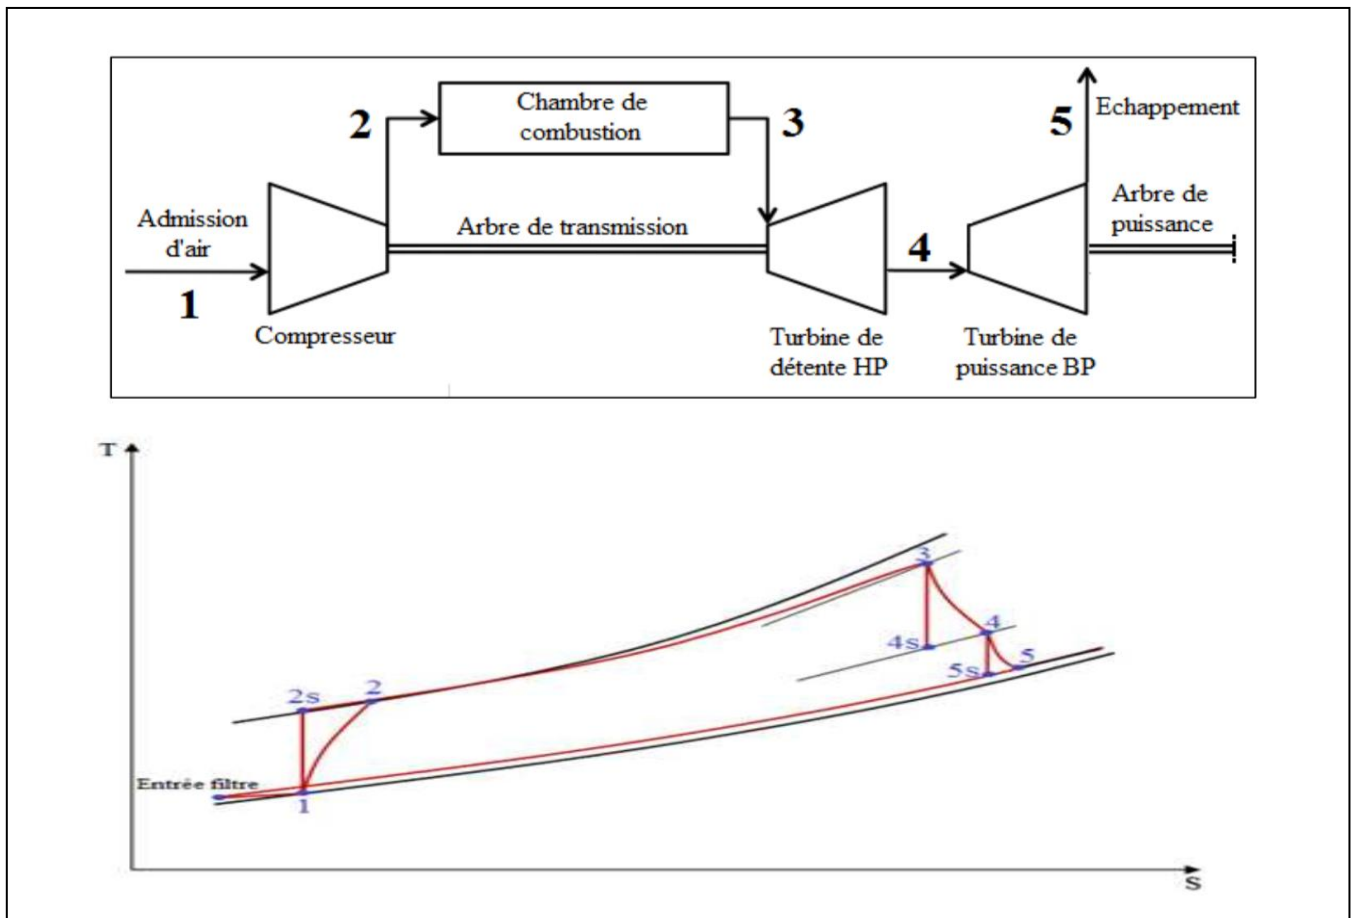 Chambre de
combustion
2
3
5
Echappement
Admission
d'air
Arbre de transmission
Arbre de
puissance
4
1
Compresseur
Turbine de
détente HP
Turbine de
puissance BP
T
3
4
4s
5
5s
2s
2
Entrée filtre
1
s